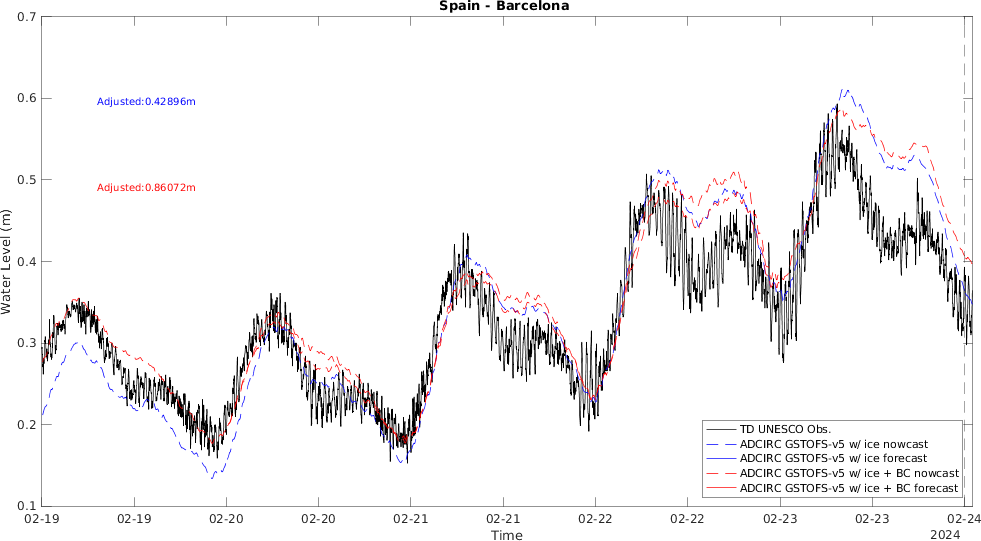 Spain - Barcelona
0.7
0.6
0.5
0.4
0.3
0.2
0.1
Water Level (m)
Adjusted:0.42896m
Adjusted:0.86072m
TD UNESCO Obs.
ADCIRC GSTOFS-v5 w/ ice nowcast
ADCIRC GSTOFS-v5 w/ ice forecast
ADCIRC GSTOFS-v5 w/ ice + BC nowcast
ADCIRC GSTOFS-v5 w/ ice + BC forecast
02-19 02-19 02-20 02-20 02-21 02-21 02-22 02-22 02-23 02-23 02-24
Time
2024